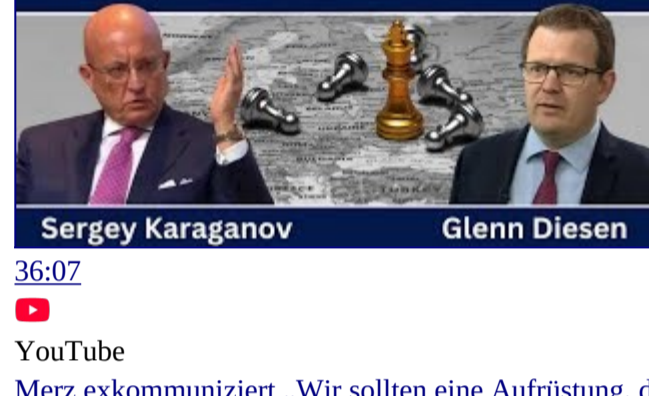 Sergey Karaganov Glenn Diesen
36:07
YouTube
Merz exkommuniziert „Wir sollten eine Aufrüstung,